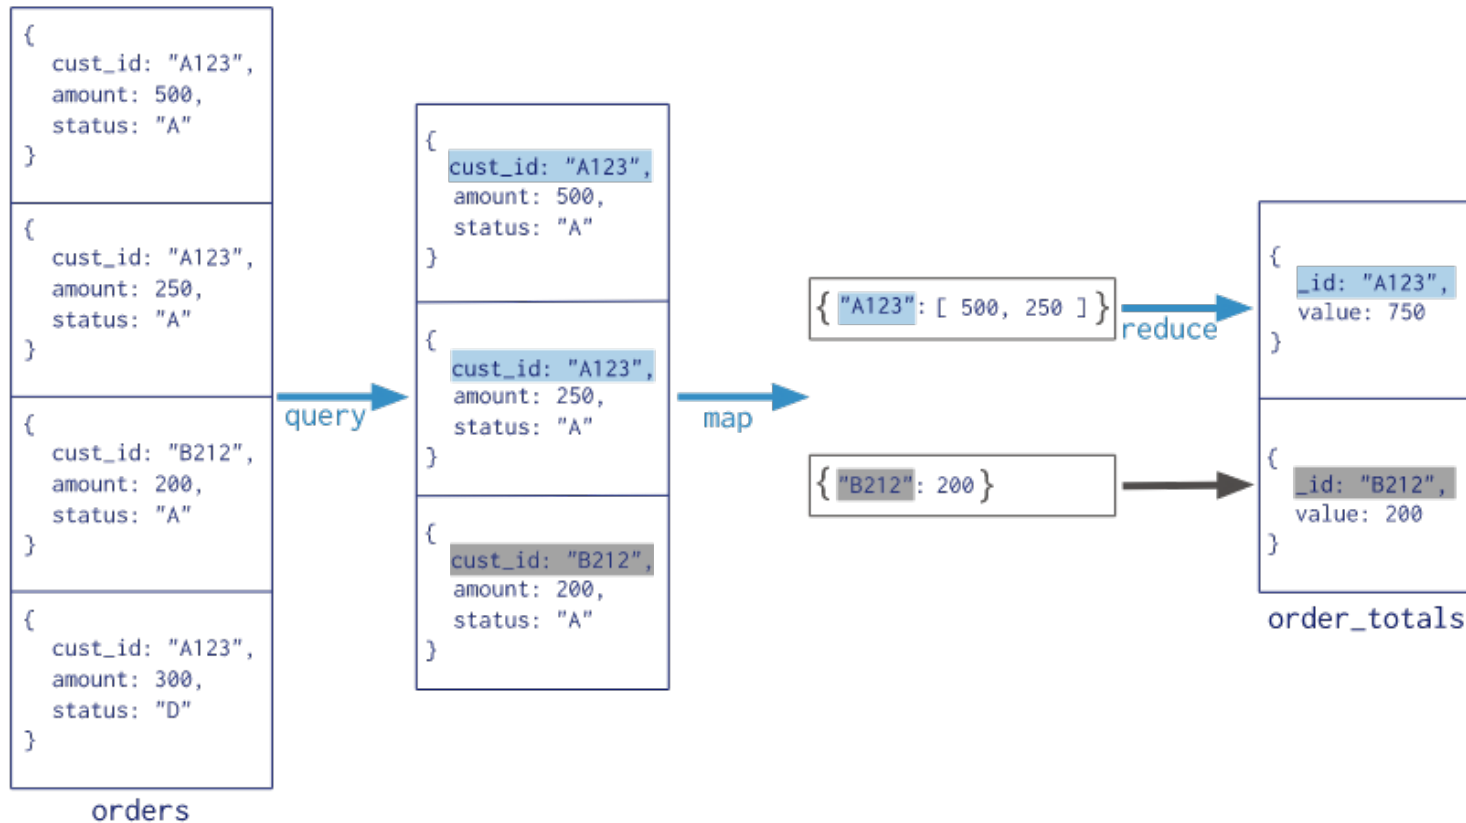 {
cust_id: "A123",
amount: 500,
status: "A"
}
{
cust_id: "A123",
amount: 250,
status: "A"
}
{
cust_id: "B212",
amount: 200,
status: "A"
}
{
cust_id: "A123",
amount: 300,
status: "D"
}
orders
query
{
cust_id: "A123",
amount: 500,
status: "A"
}
{
cust_id: "A123",
amount: 250,
status: "A"
}
{
cust_id: "B212",
amount: 200,
status: "A"
}
map
{"A123": [ 500, 250 ]}
{"B212": 200}
reduce
{
_id: "A123",
value: 750
}
{
_id: "B212",
value: 200
}
order_totals